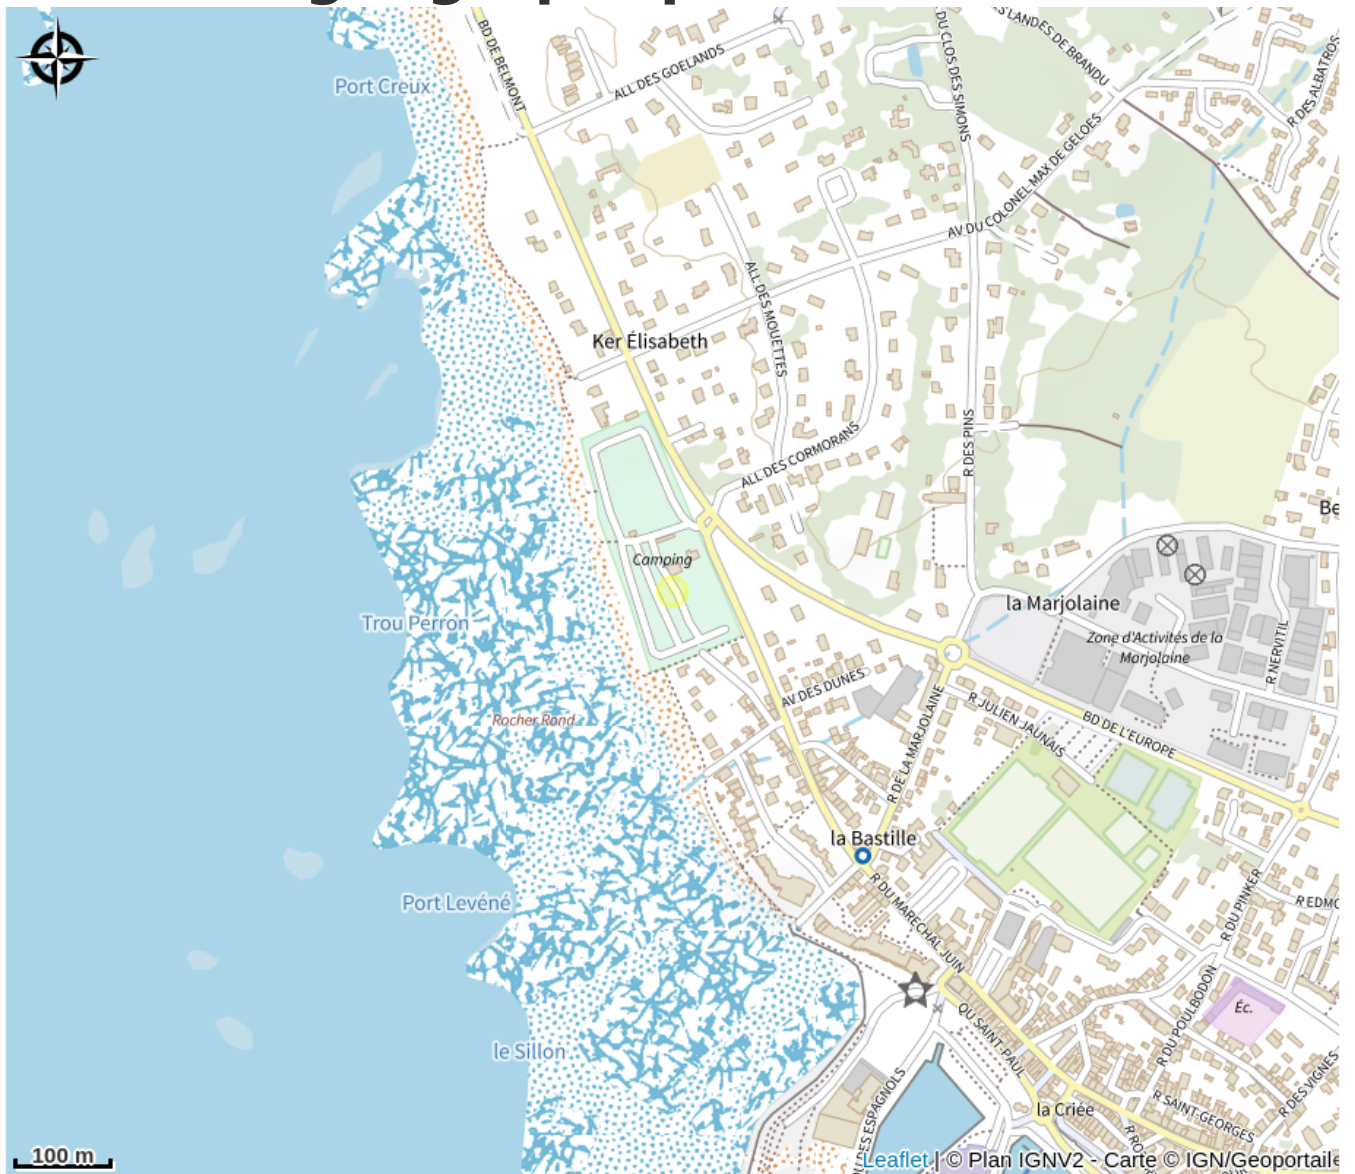 Port Creux
BD DE BELMONT
ALL DES GOELANDS
DU CLOS DES SIMONS
LANDES DE BRANDU
R DES ALBATROS
AV DU COLONEL MAX DE GELOES
ALL DES MOUETTES
Ker Élisabeth
R DES PINS
ALL DES CORMORANS
Be
Camping
la Marjolaine
Zone d'Activités de la
Marjolaine
R NERVITIL
Trou Perron
AV DES DUNES
R DE LA MARJOLAINE
R JULIEN JAUNAIS
BD DE L'EUROPE
Rocher Rond
la Bastille
R DU MARECHAL JUIN
R DU PINKER
R EDMO
Port Levéné
R DU POULBODON
Éc.
QU SAINT-PAUL
le Sillon
DES ESPAGNOLS
la Criée
R SAINT-GEORGES
R DES VIGNES
100 m
Leaflet | © Plan IGNV2 - Carte © IGN/Geoportail